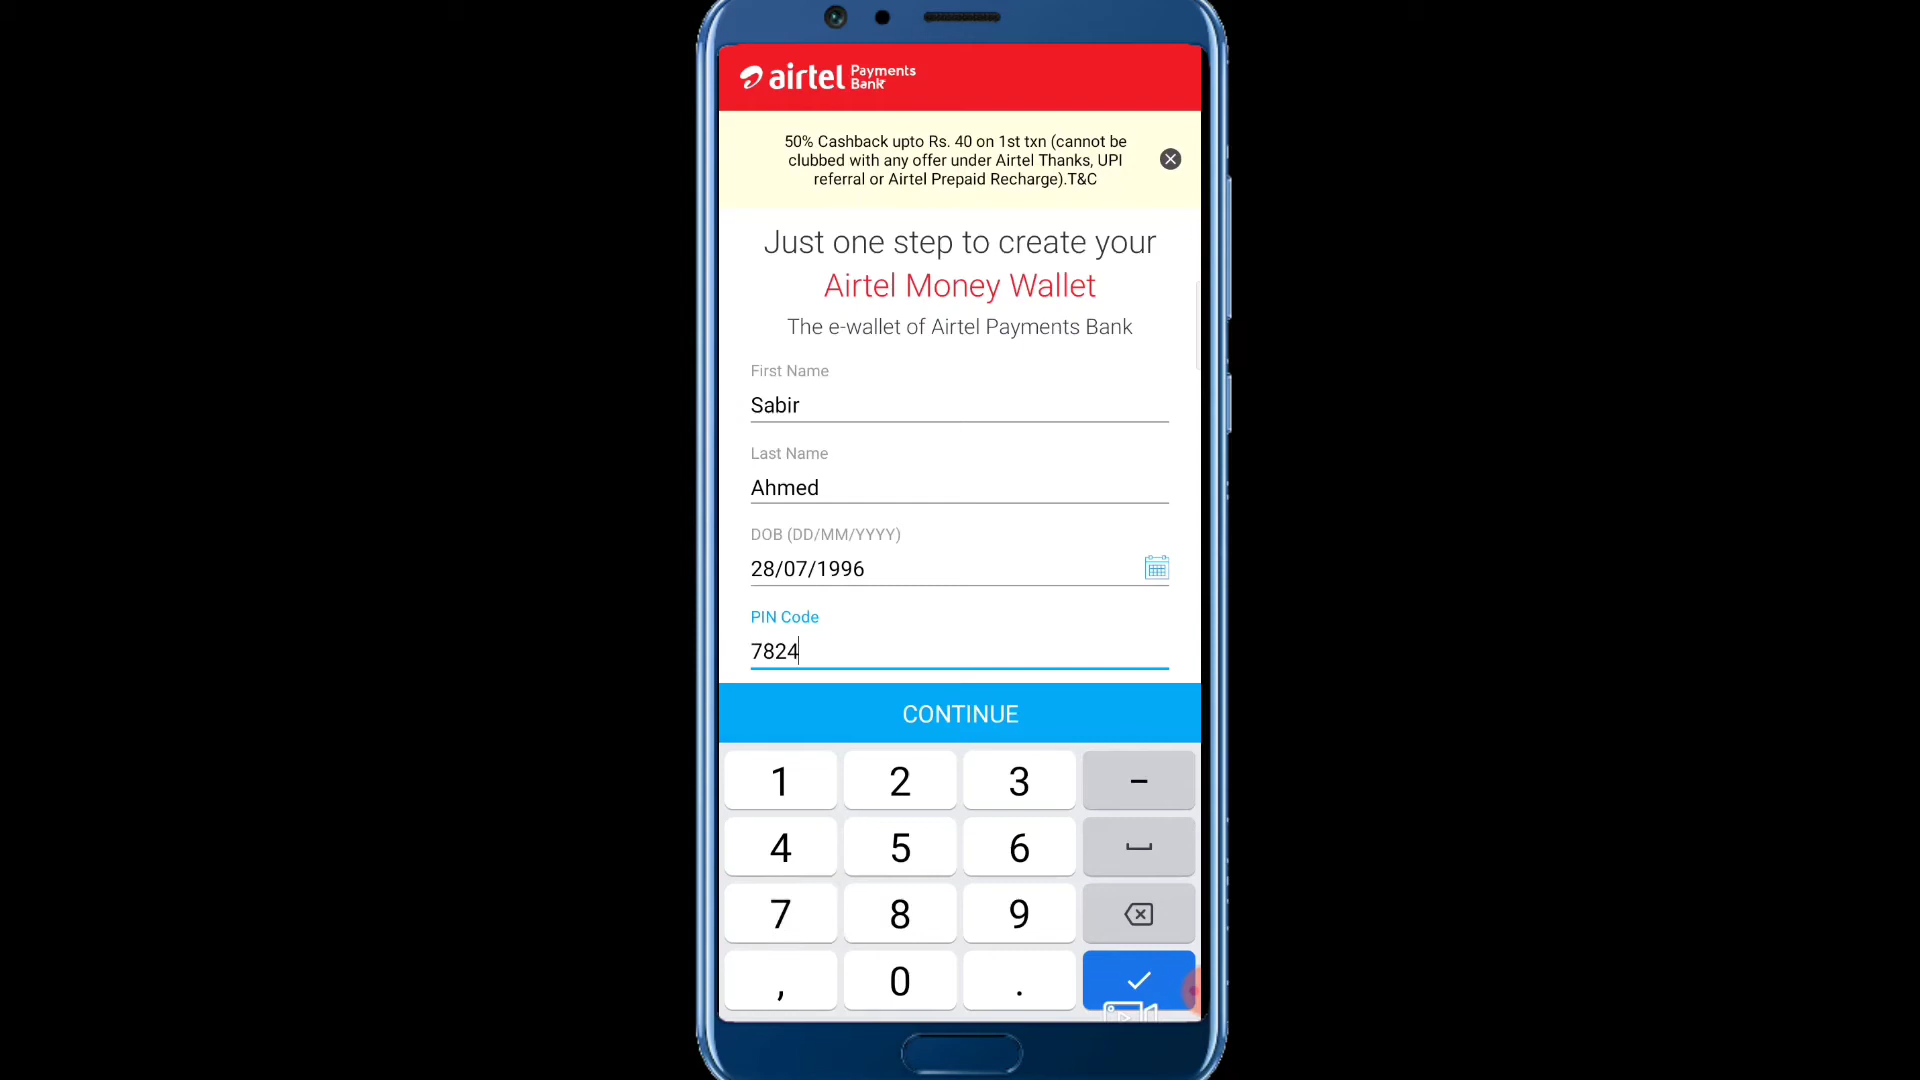 airtel Payments Bank
50% Cashback upto Rs. 40 on 1st txn (cannot be
clubbed with any offer under Airtel Thanks, UPI
referral or Airtel Prepaid Recharge).T&C
Just one step to create your
Airtel Money Wallet
The e-wallet of Airtel Payments Bank
First Name
Sabir
Last Name
Ahmed
DOB (DD/MM/YYYY)
28/07/1996
PIN Code
7824
CONTINUE
1 2 3 -
4 5 6
7 8 9
, 0 .